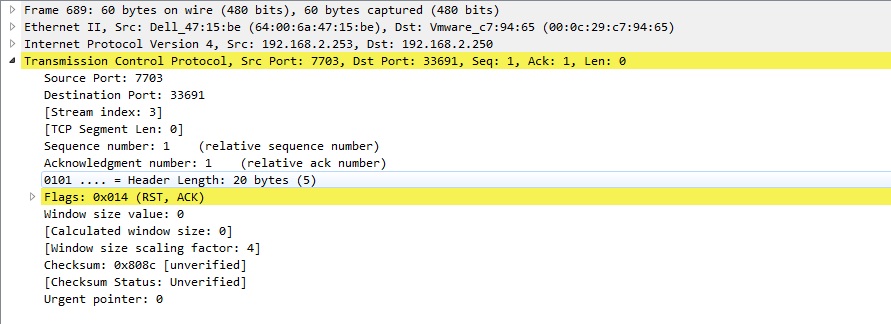 Frame 689: 60 bytes on wire (480 bits), 60 bytes captured (480 bits)
Ethernet II, Src: Dell_47:15:be (64:00:6a:47:15:be), Dst: Vmware_c7:94:65 (00:0c:29:c7:94:65)
Internet Protocol Version 4, Src: 192.168.2.253, Dst: 192.168.2.250
Transmission Control Protocol, Src Port: 7703, Dst Port: 33691, Seq: 1, Ack: 1, Len: 0
Source Port: 7703
Destination Port: 33691
[Stream index: 3]
[TCP Segment Len: 0]
Sequence number: 1    (relative sequence number)
Acknowledgment number: 1    (relative ack number)
0101 .... = Header Length: 20 bytes (5)
Flags: 0x014 (RST, ACK)
Window size value: 0
[Calculated window size: 0]
[Window size scaling factor: 4]
Checksum: 0x808c [unverified]
[Checksum Status: Unverified]
Urgent pointer: 0